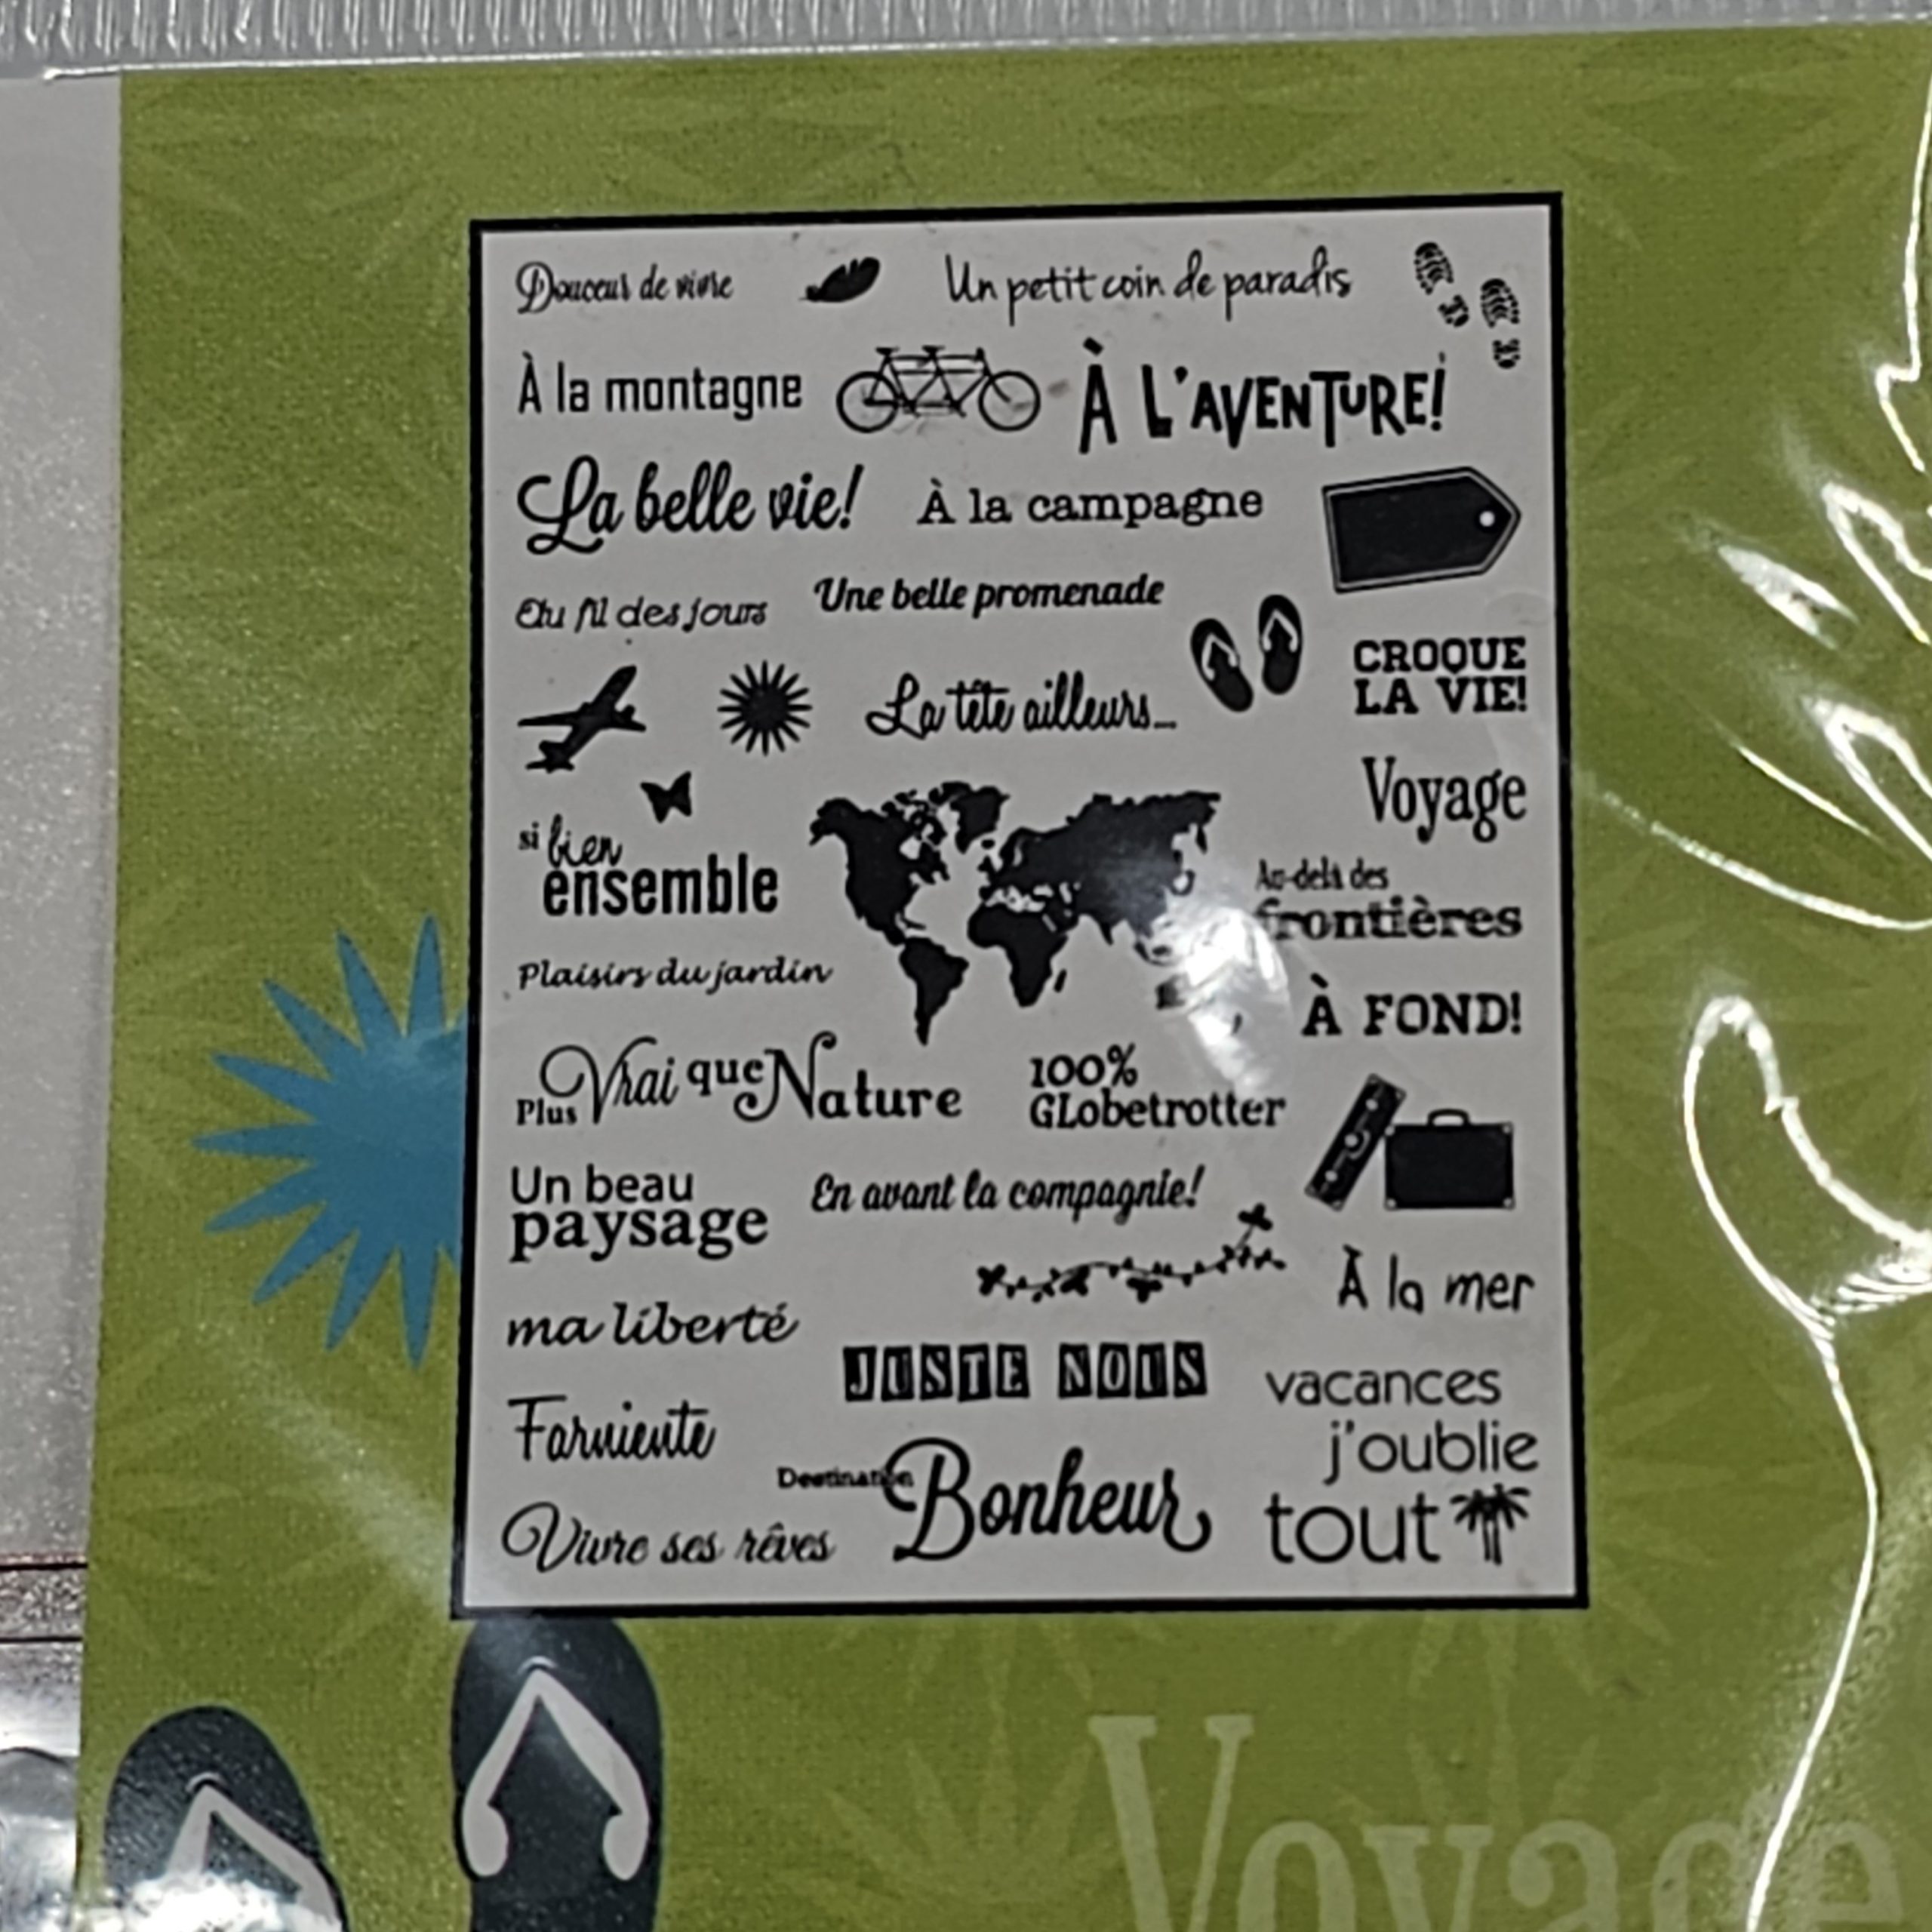 Douceur de vivre
Un petit coin de paradis
À la montagne
À L'AVENTURE!
La belle vie!
À la campagne
Au fil des jours
Une belle promenade
La tête ailleurs...
CROQUE
LA VIE!
Voyage
si bien
ensemble
Au-delà des
frontières
Plaisirs du jardin
À FOND!
Plus Vrai que Nature
100%
GLobetrotter
Un beau
paysage
En avant la compagnie!
À la mer
ma liberté
JUSTE NOUS
vacances
j'oublie
tout
Farniente
Destination
Bonheur
Vivre ses rêves
Voyage